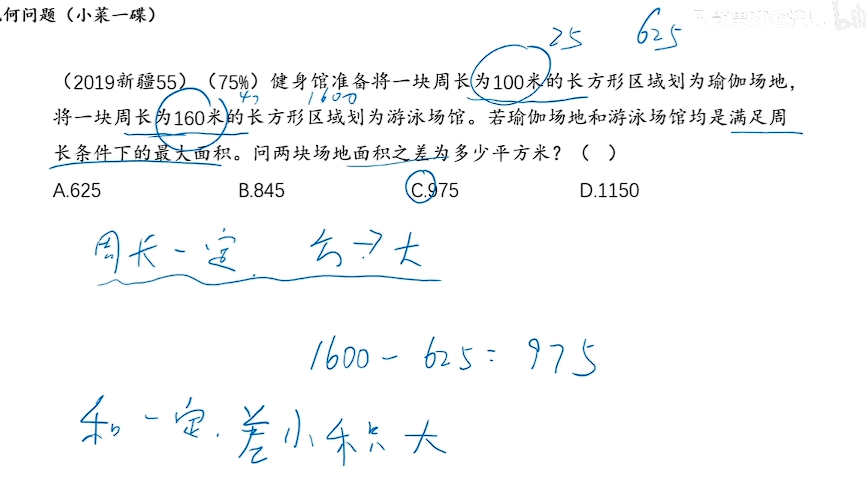 何问题（小菜一碟）
25 625
（2019新疆55）（75%）健身馆准备将一块周长为100米的长方形区域划为瑜伽场地，
40 1600
将一块周长为160米的长方形区域划为游泳场馆。若瑜伽场地和游泳场馆均是满足周
长条件下的最大面积。问两块场地面积之差为多少平方米？（ ）
A.625 B.845 C.975 D.1150
周长一定. 匀→大
1600-625=975
和一定.差小积大